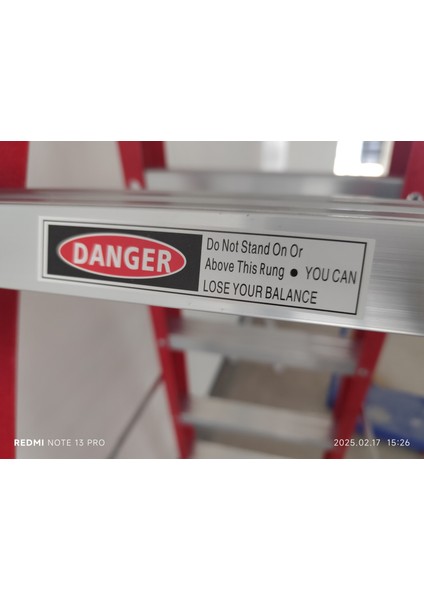 DANGER
Do Not Stand On Or
Above This Rung ● YOU CAN
LOSE YOUR BALANCE
REDMI NOTE 13 PRO
2025.02.17 15:26